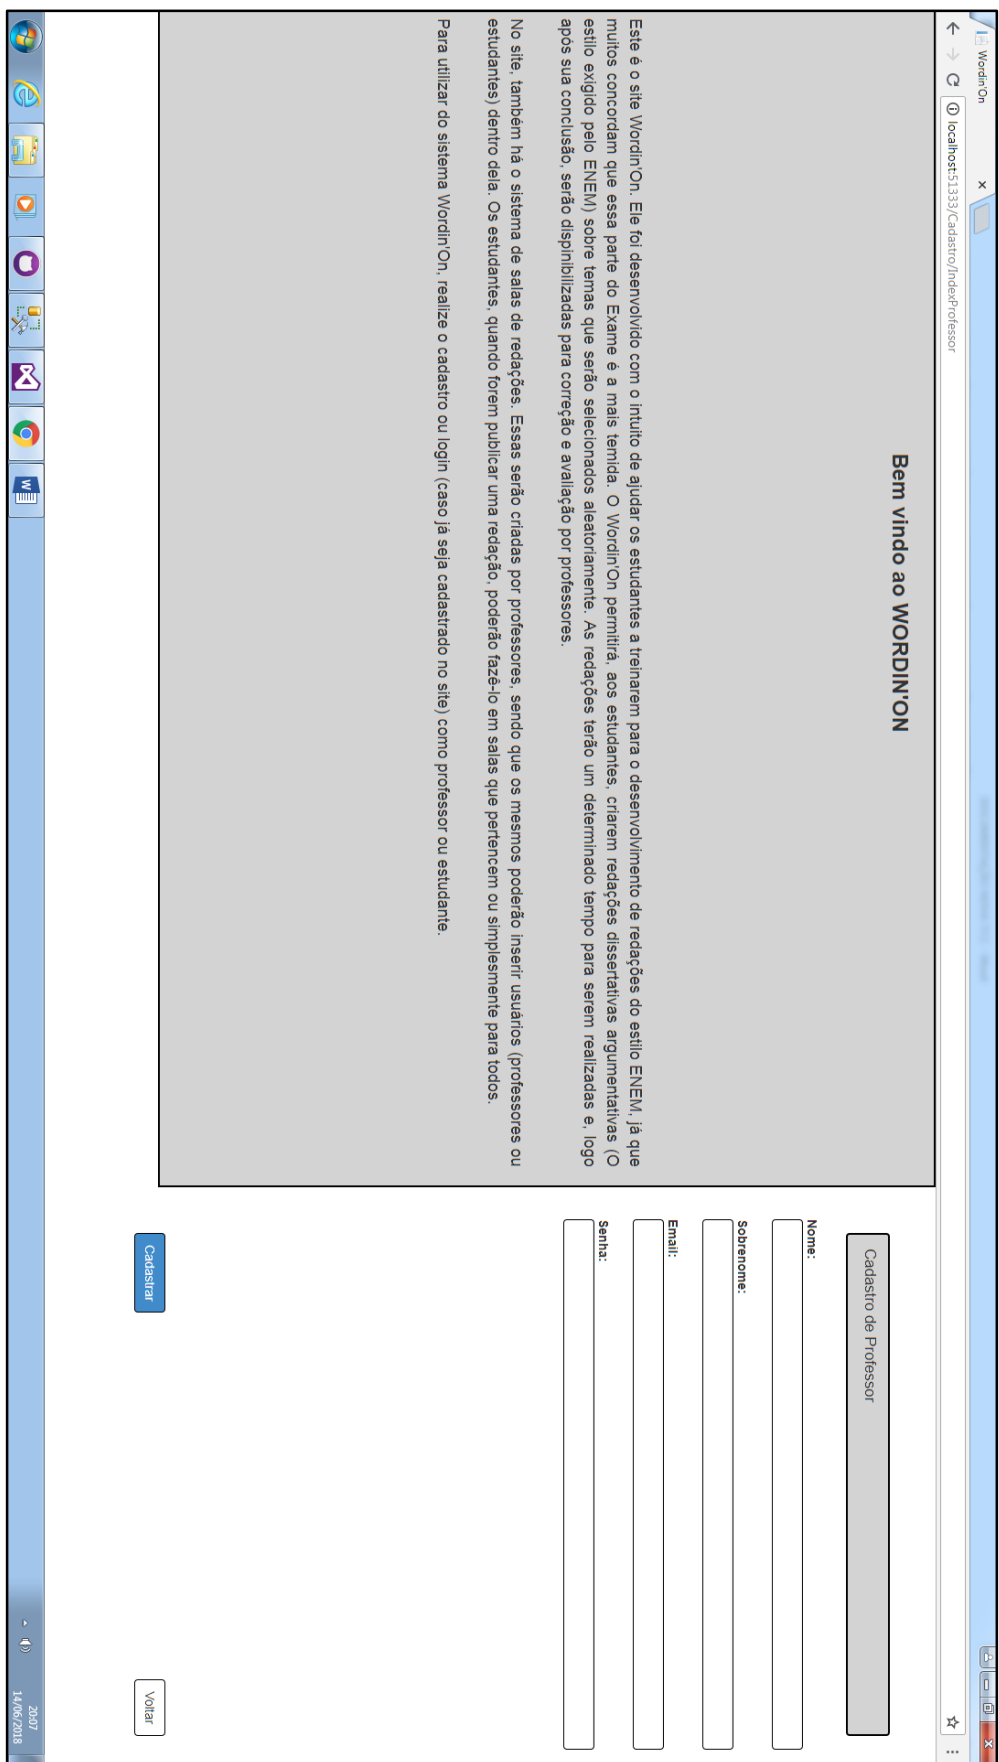 Wordin'On
localhost:51333/Cadastro/IndexProfessor
Bem vindo ao WORDIN'ON
Este é o site Wordin'On. Ele foi desenvolvido com o intuito de ajudar os estudantes a treinarem para o desenvolvimento de redações do estilo ENEM, já que
muitos concordam que essa parte do Exame é a mais temida. O Wordin'On permitirá, aos estudantes, criarem redações dissertativas argumentativas (O
estilo exigido pelo ENEM) sobre temas que serão selecionados aleatoriamente. As redações terão um determinado tempo para serem realizadas e, logo
após sua conclusão, serão dispinibilizadas para correção e avaliação por professores.
No site, também há o sistema de salas de redações. Essas serão criadas por professores, sendo que os mesmos poderão inserir usuários (professores ou
estudantes) dentro dela. Os estudantes, quando forem publicar uma redação, poderão fazê-lo em salas que pertencem ou simplesmente para todos.
Para utilizar do sistema Wordin'On, realize o cadastro ou login (caso já seja cadastrado no site) como professor ou estudante.
Cadastro de Professor
Nome:
Sobrenome:
Email:
Senha:
Cadastrar
Voltar
20:07
14/06/2018